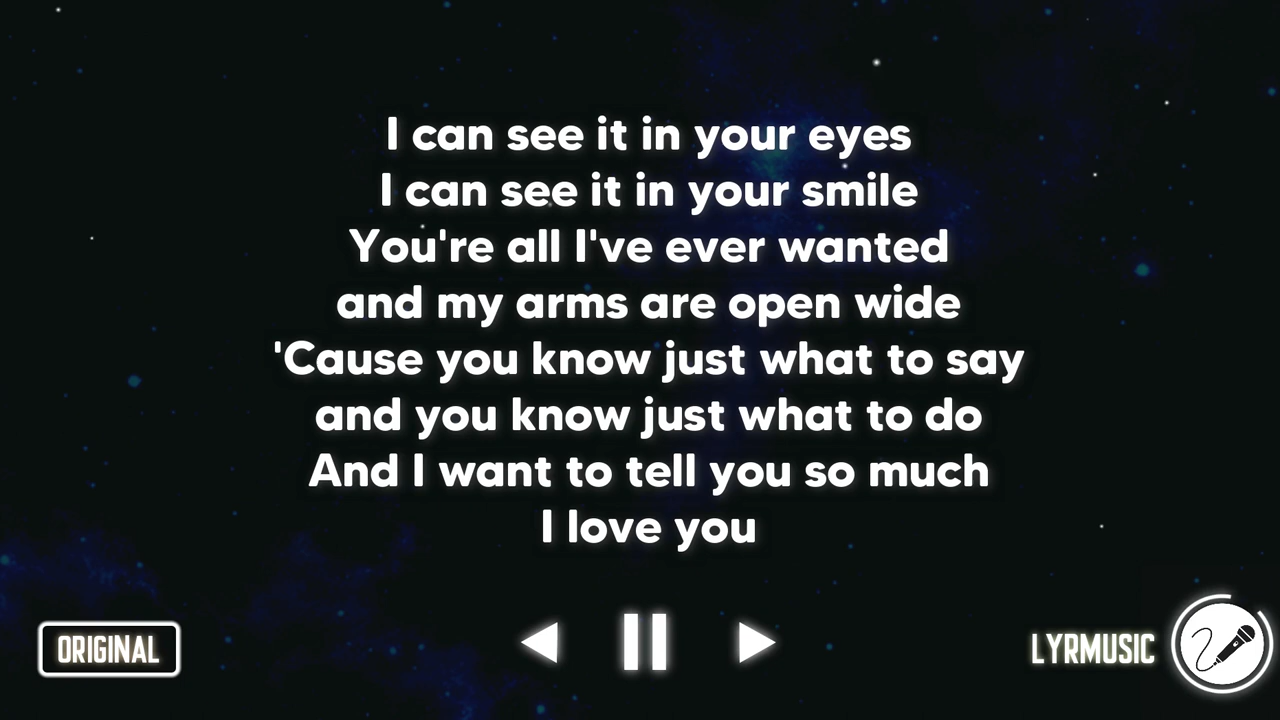 I can see it in your eyes
I can see it in your smile
You're all I've ever wanted
and my arms are open wide
'Cause you know just what to say
and you know just what to do
And I want to tell you so much
I love you
ORIGINAL
LYRMUSIC